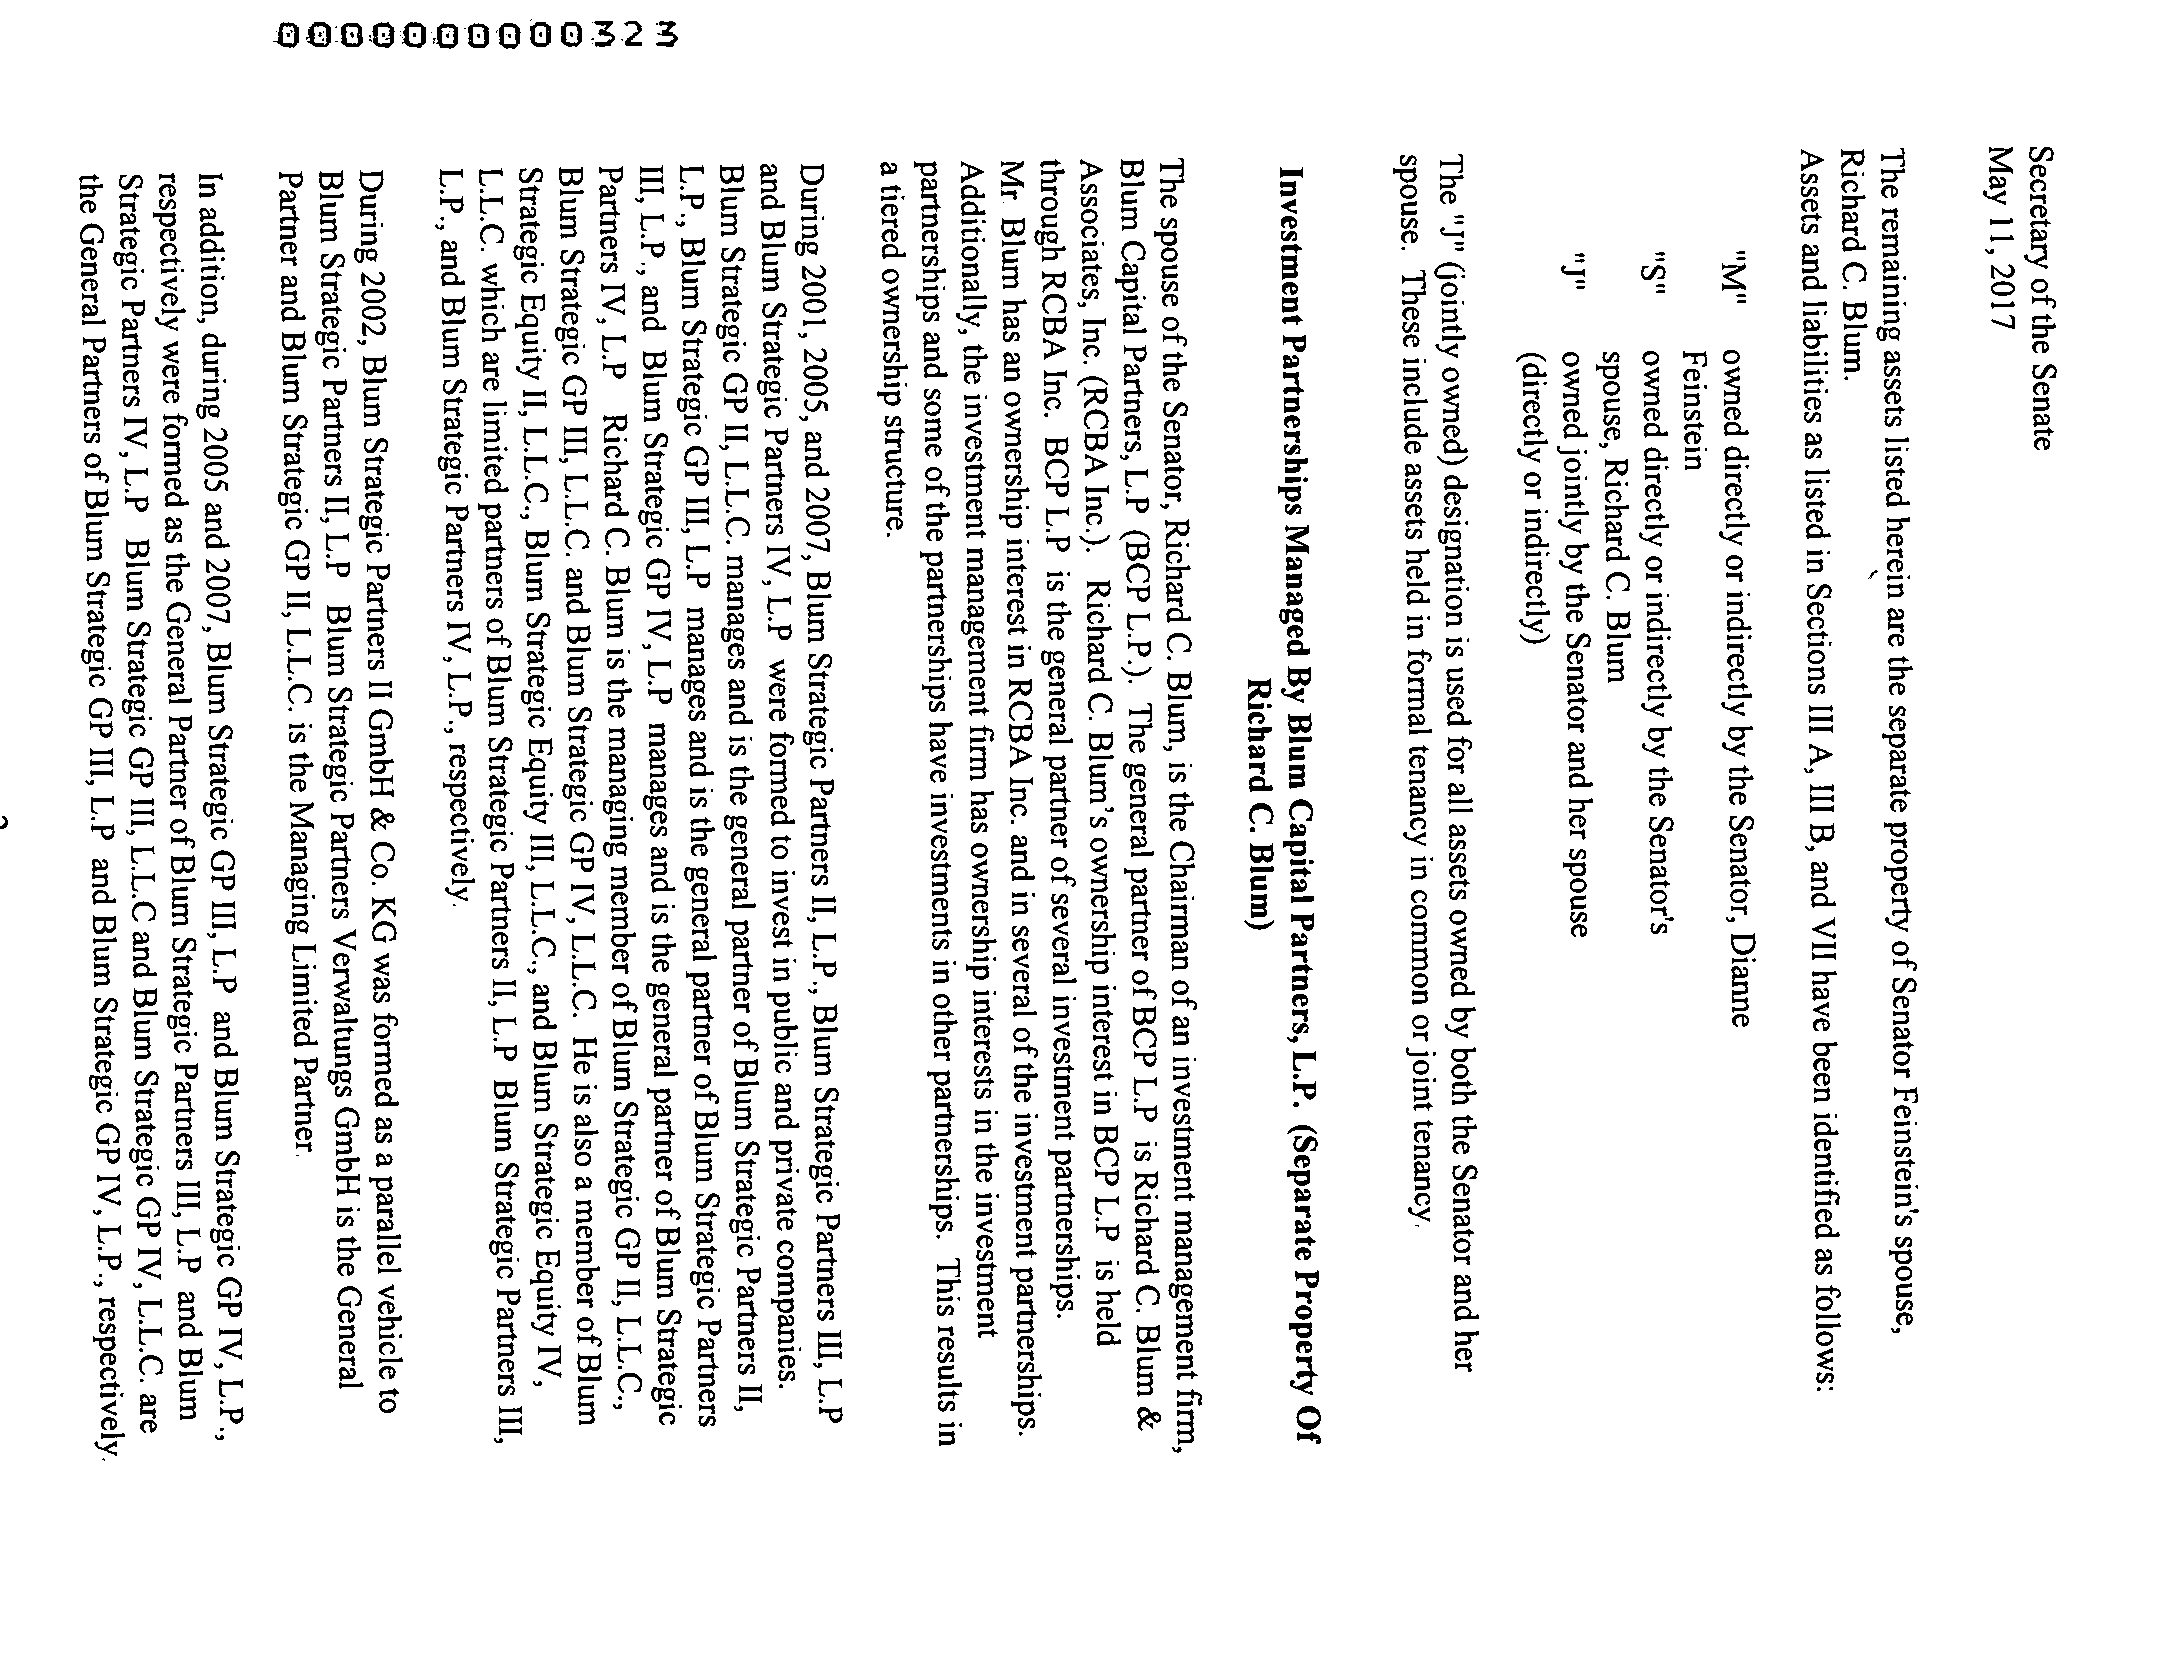 Secretary of the Senate
May 11, 2017
The remaining assets listed herein are the separate property of Senator Feinstein's spouse,
Richard C. Blum.
Assets and liabilities as listed in Sections III A, III B, and VII have been identified as follows:
"M" owned directly or indirectly by the Senator, Dianne
Feinstein
"S" owned directly or indirectly by the Senator's
spouse, Richard C. Blum
"J" owned jointly by the Senator and her spouse
(directly or indirectly)
The "J" (jointly owned) designation is used for all assets owned by both the Senator and her
spouse. These include assets held in formal tenancy in common or joint tenancy.
Investment Partnerships Managed By Blum Capital Partners, L.P. (Separate Property Of
Richard C. Blum)
The spouse of the Senator, Richard C. Blum, is the Chairman of an investment management firm,
Blum Capital Partners, L.P (BCP L.P.). The general partner of BCP L.P is Richard C. Blum &
Associates, Inc. (RCBA Inc.). Richard C. Blum's ownership interest in BCP L.P is held
through RCBA Inc. BCP L.P is the general partner of several investment partnerships.
Mr. Blum has an ownership interest in RCBA Inc. and in several of the investment partnerships.
Additionally, the investment management firm has ownership interests in the investment
partnerships and some of the partnerships have investments in other partnerships. This results in
a tiered ownership structure.
During 2001, 2005, and 2007, Blum Strategic Partners II, L.P., Blum Strategic Partners III, L.P
and Blum Strategic Partners IV, L.P were formed to invest in public and private companies.
Blum Strategic GP II, L.L.C. manages and is the general partner of Blum Strategic Partners II,
L.P., Blum Strategic GP III, L.P manages and is the general partner of Blum Strategic Partners
III, L.P., and Blum Strategic GP IV, L.P manages and is the general partner of Blum Strategic
Partners IV, L.P Richard C. Blum is the managing member of Blum Strategic GP II, L.L.C.,
Blum Strategic GP III, L.L.C. and Blum Strategic GP IV, L.L.C. He is also a member of Blum
Strategic Equity II, L.L.C., Blum Strategic Equity III, L.L.C., and Blum Strategic Equity IV,
L.L.C. which are limited partners of Blum Strategic Partners II, L.P Blum Strategic Partners III,
L.P., and Blum Strategic Partners IV, L.P., respectively.
During 2002, Blum Strategic Partners II GmbH & Co. KG was formed as a parallel vehicle to
Blum Strategic Partners II, L.P Blum Strategic Partners Verwaltungs GmbH is the General
Partner and Blum Strategic GP II, L.L.C. is the Managing Limited Partner.
In addition, during 2005 and 2007, Blum Strategic GP III, L.P and Blum Strategic GP IV, L.P.,
respectively were formed as the General Partner of Blum Strategic Partners III, L.P and Blum
Strategic Partners IV, L.P Blum Strategic GP III, L.L.C and Blum Strategic GP IV, L.L.C. are
the General Partners of Blum Strategic GP III, L.P and Blum Strategic GP IV, L.P., respectively.
0000000000323